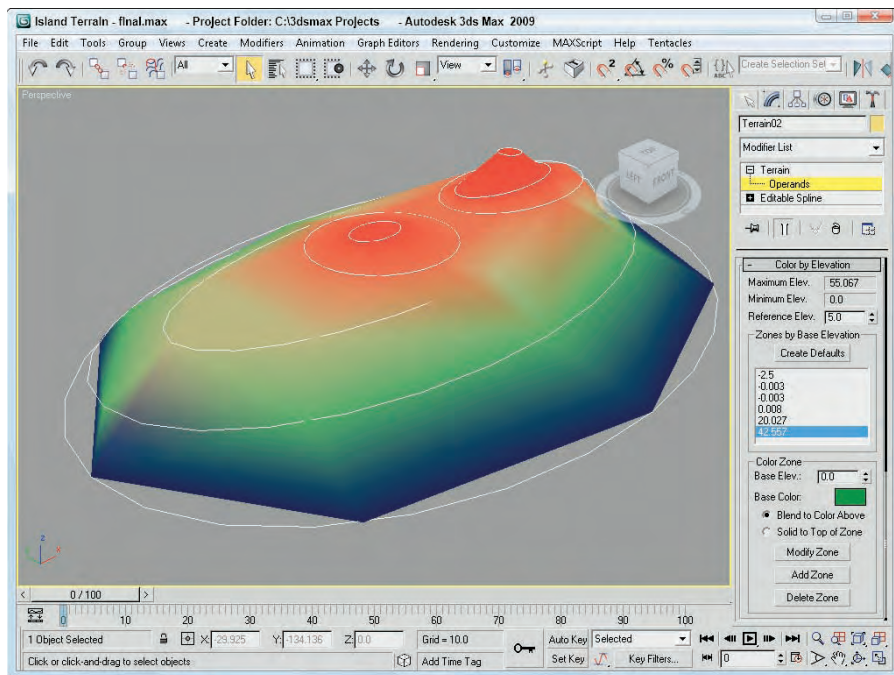 Island Terrain - final.max - Project Folder: C:\3dsmax Projects - Autodesk 3ds Max 2009
File Edit Tools Group Views Create Modifiers Animation Graph Editors Rendering Customize MAXScript Help Tentacles
All View Create Selection Set
Perspective
TOP
LEFT FRONT
Terrain02
Modifier List
Terrain
Operands
Editable Spline
- Color by Elevation
Maximum Elev. 55.067
Minimum Elev. 0.0
Reference Elev. 5.0
Zones by Base Elevation
Create Defaults
-2.5
-0.003
-0.003
0.008
20.027
42.557
Color Zone
Base Elev.: 0.0
Base Color:
Blend to Color Above
Solid to Top of Zone
Modify Zone
Add Zone
Delete Zone
z
x
< 0 / 100 >
0 10 20 30 40 50 60 70 80 90 100
1 Object Selected X: -29.925 Y: -134.136 Z: 0.0 Grid = 10.0 Auto Key Selected
Click or click-and-drag to select objects Add Time Tag Set Key Key Filters... 0